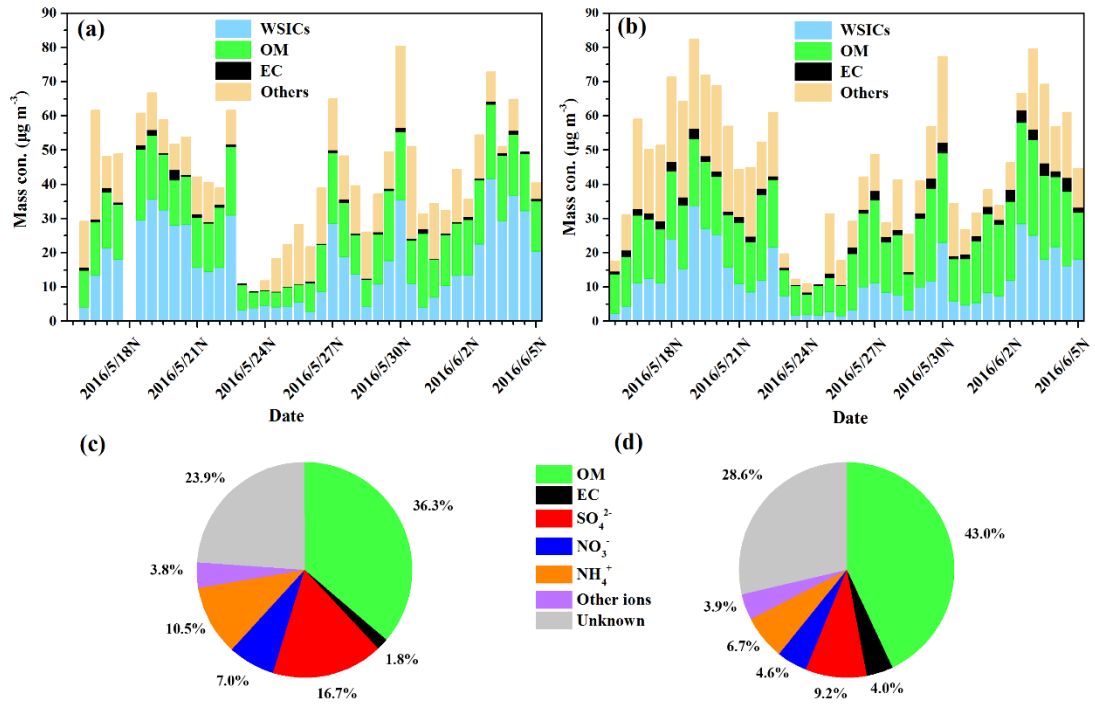 (a)
WSICs
OM
EC
Others
90
80
70
60
50
40
30
20
10
0
Mass con. (μg m⁻³)
2016/5/18N
2016/5/21N
2016/5/24N
2016/5/27N
2016/5/30N
2016/6/2N
2016/6/5N
Date
(b)
WSICs
OM
EC
Others
90
80
70
60
50
40
30
20
10
0
Mass con. (μg m⁻³)
2016/5/18N
2016/5/21N
2016/5/24N
2016/5/27N
2016/5/30N
2016/6/2N
2016/6/5N
Date
(c)
23.9%
36.3%
3.8%
10.5%
7.0%
16.7%
1.8%
OM
EC
SO₄²⁻
NO₃⁻
NH₄⁺
Other ions
Unknown
(d)
28.6%
43.0%
3.9%
6.7%
4.6%
9.2%
4.0%